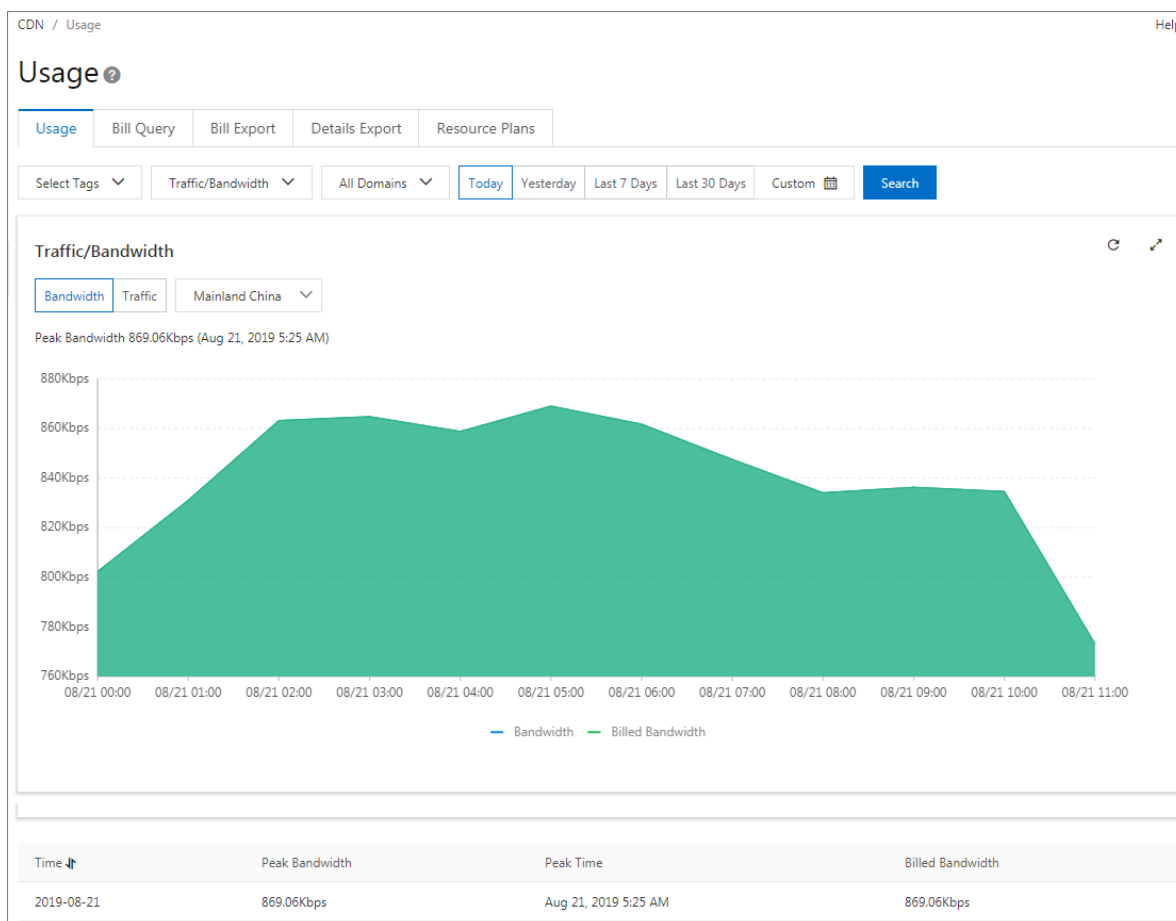 CDN / Usage
Help
Usage
Usage Bill Query Bill Export Details Export Resource Plans
Select Tags Traffic/Bandwidth All Domains Today Yesterday Last 7 Days Last 30 Days Custom Search
Traffic/Bandwidth
Bandwidth Traffic Mainland China
Peak Bandwidth 869.06Kbps (Aug 21, 2019 5:25 AM)
880Kbps
860Kbps
840Kbps
820Kbps
800Kbps
780Kbps
760Kbps
08/21 00:00 08/21 01:00 08/21 02:00 08/21 03:00 08/21 04:00 08/21 05:00 08/21 06:00 08/21 07:00 08/21 08:00 08/21 09:00 08/21 10:00 08/21 11:00
Bandwidth Billed Bandwidth
Time Peak Bandwidth Peak Time Billed Bandwidth
2019-08-21 869.06Kbps Aug 21, 2019 5:25 AM 869.06Kbps